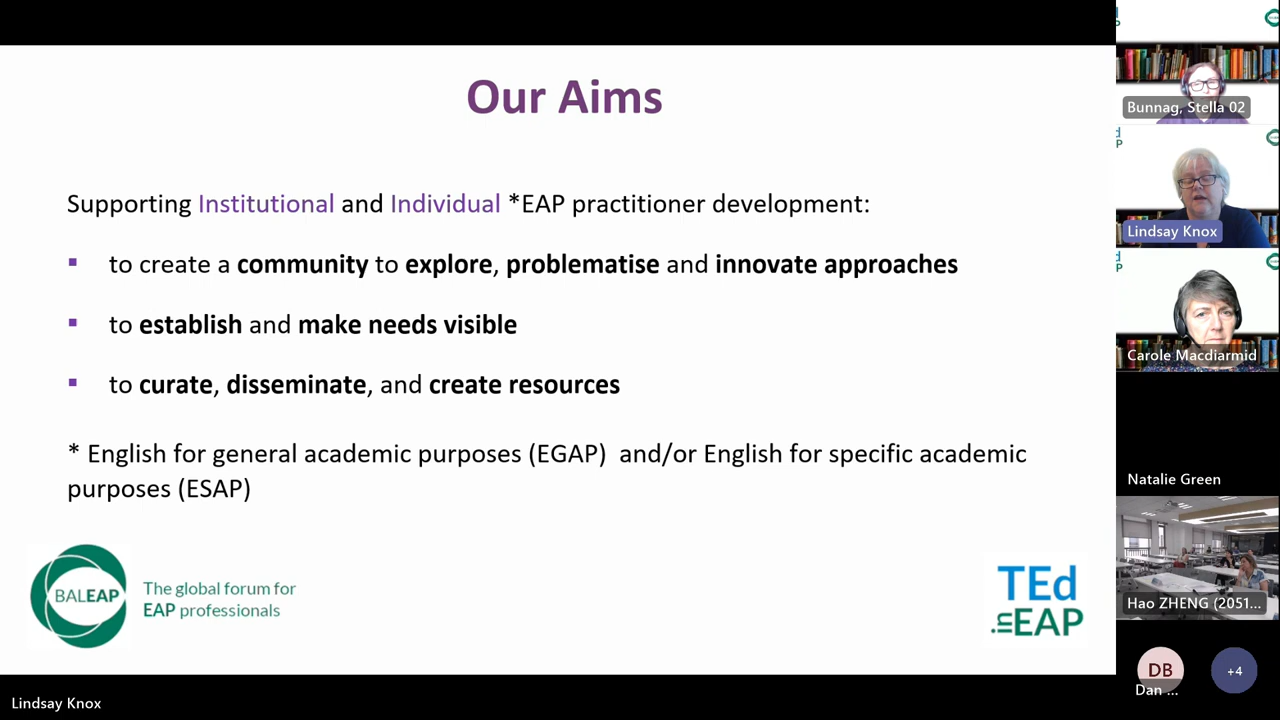 Our Aims
Supporting Institutional and Individual *EAP practitioner development:
▪ to create a community to explore, problematise and innovate approaches
▪ to establish and make needs visible
▪ to curate, disseminate, and create resources
* English for general academic purposes (EGAP) and/or English for specific academic
purposes (ESAP)
BALEAP
The global forum for
EAP professionals
TEd
.in EAP
Lindsay Knox
Bunnag, Stella 02
Lindsay Knox
Carole Macdiarmid
Natalie Green
Hao ZHENG (2051...
DB
Dan ...
+4